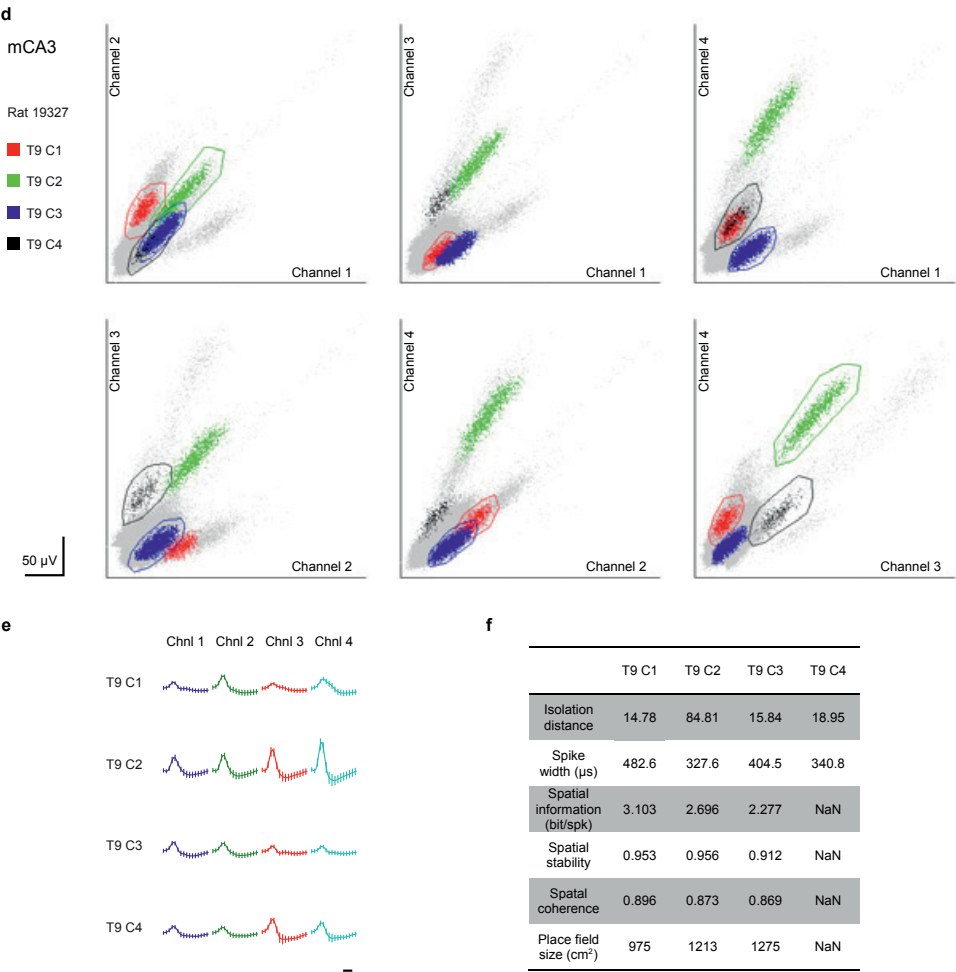 d
mCA3
Rat 19327
T9 C1
T9 C2
T9 C3
T9 C4
Channel 2
Channel 1
Channel 3
Channel 1
Channel 4
Channel 1
Channel 3
Channel 2
Channel 4
Channel 2
Channel 4
Channel 3
50 µV
e
Chnl 1 Chnl 2 Chnl 3 Chnl 4
T9 C1
T9 C2
T9 C3
T9 C4
f
T9 C1 T9 C2 T9 C3 T9 C4
Isolation
distance
14.78 84.81 15.84 18.95
Spike
width (µs)
482.6 327.6 404.5 340.8
Spatial
information
(bit/spk)
3.103 2.696 2.277 NaN
Spatial
stability
0.953 0.956 0.912 NaN
Spatal
coherence
0.896 0.873 0.869 NaN
Place field
size (cm²)
975 1213 1275 NaN